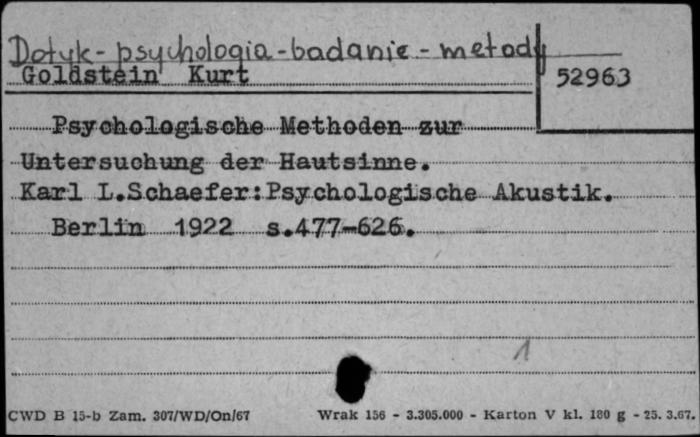 Dotyk - psychologia - badanie - metody
Goldstein Kurt
52963
Psychologische Methoden zur
Untersuchung der Hautsinne.
Karl L.Schaefer:Psychologische Akustik.
Berlin 1922 s.477-626.
1
CWD B 15-b Zam. 307/WD/On/67 Wrak 156 - 3.305.000 - Karton V kl. 180 g - 25. 3.67.